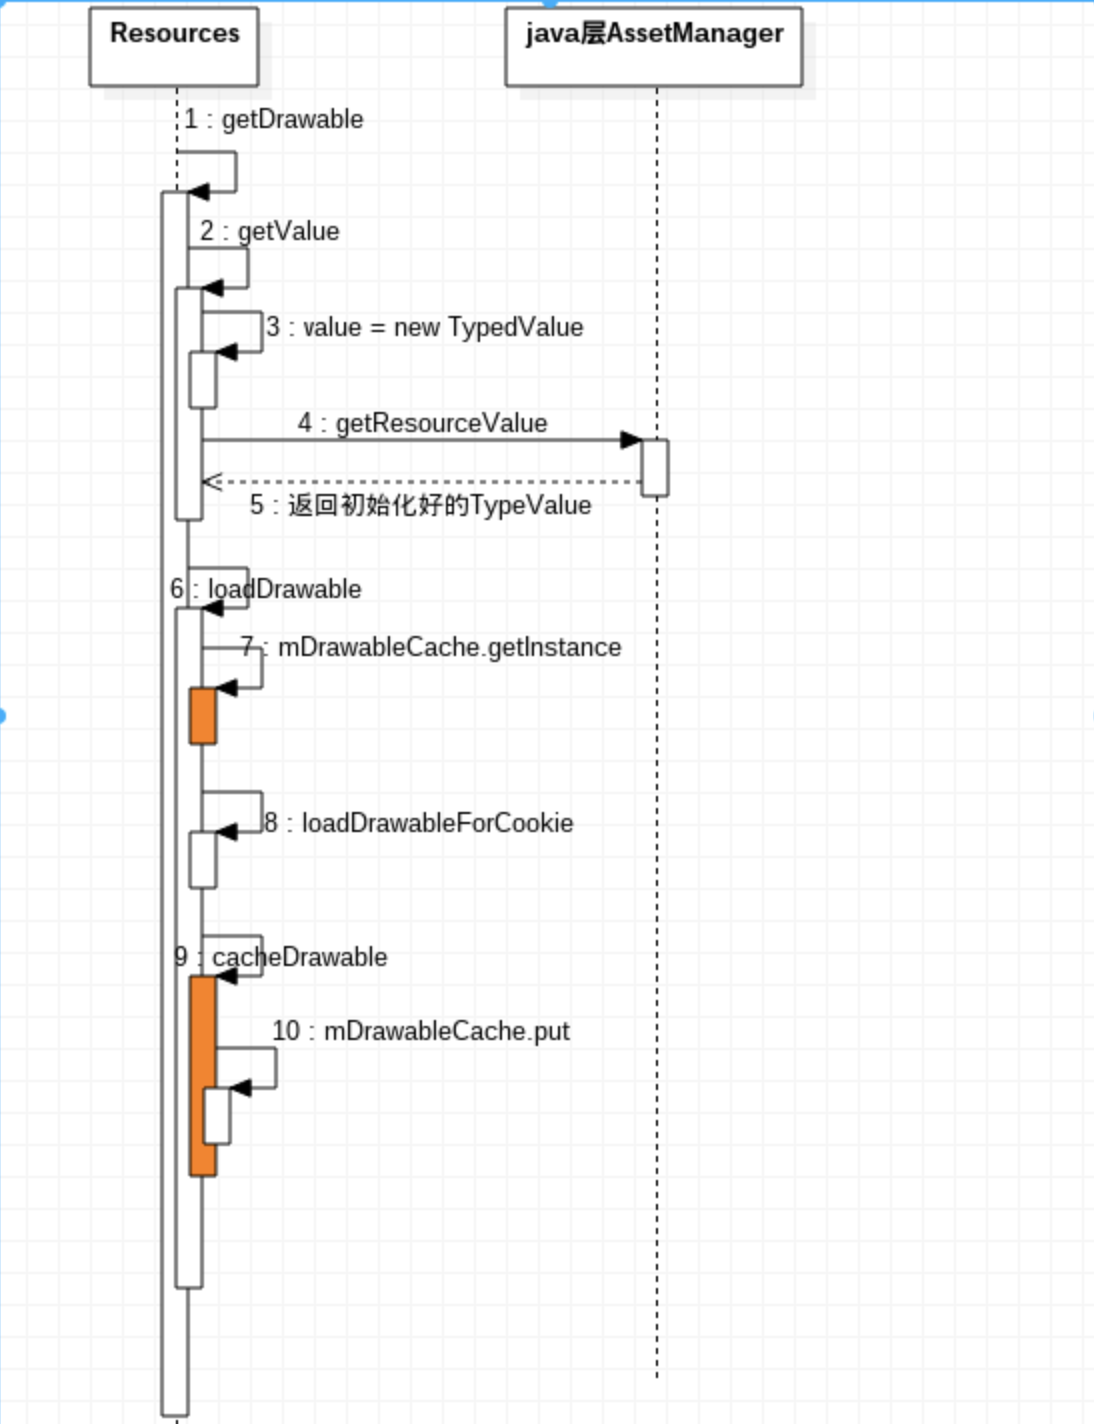 Resources
java层AssetManager
1 : getDrawable
2 : getValue
3 : value = new TypedValue
4 : getResourceValue
5 : 返回初始化好的TypeValue
6 : loadDrawable
7 : mDrawableCache.getInstance
8 : loadDrawableForCookie
9 : cacheDrawable
10 : mDrawableCache.put